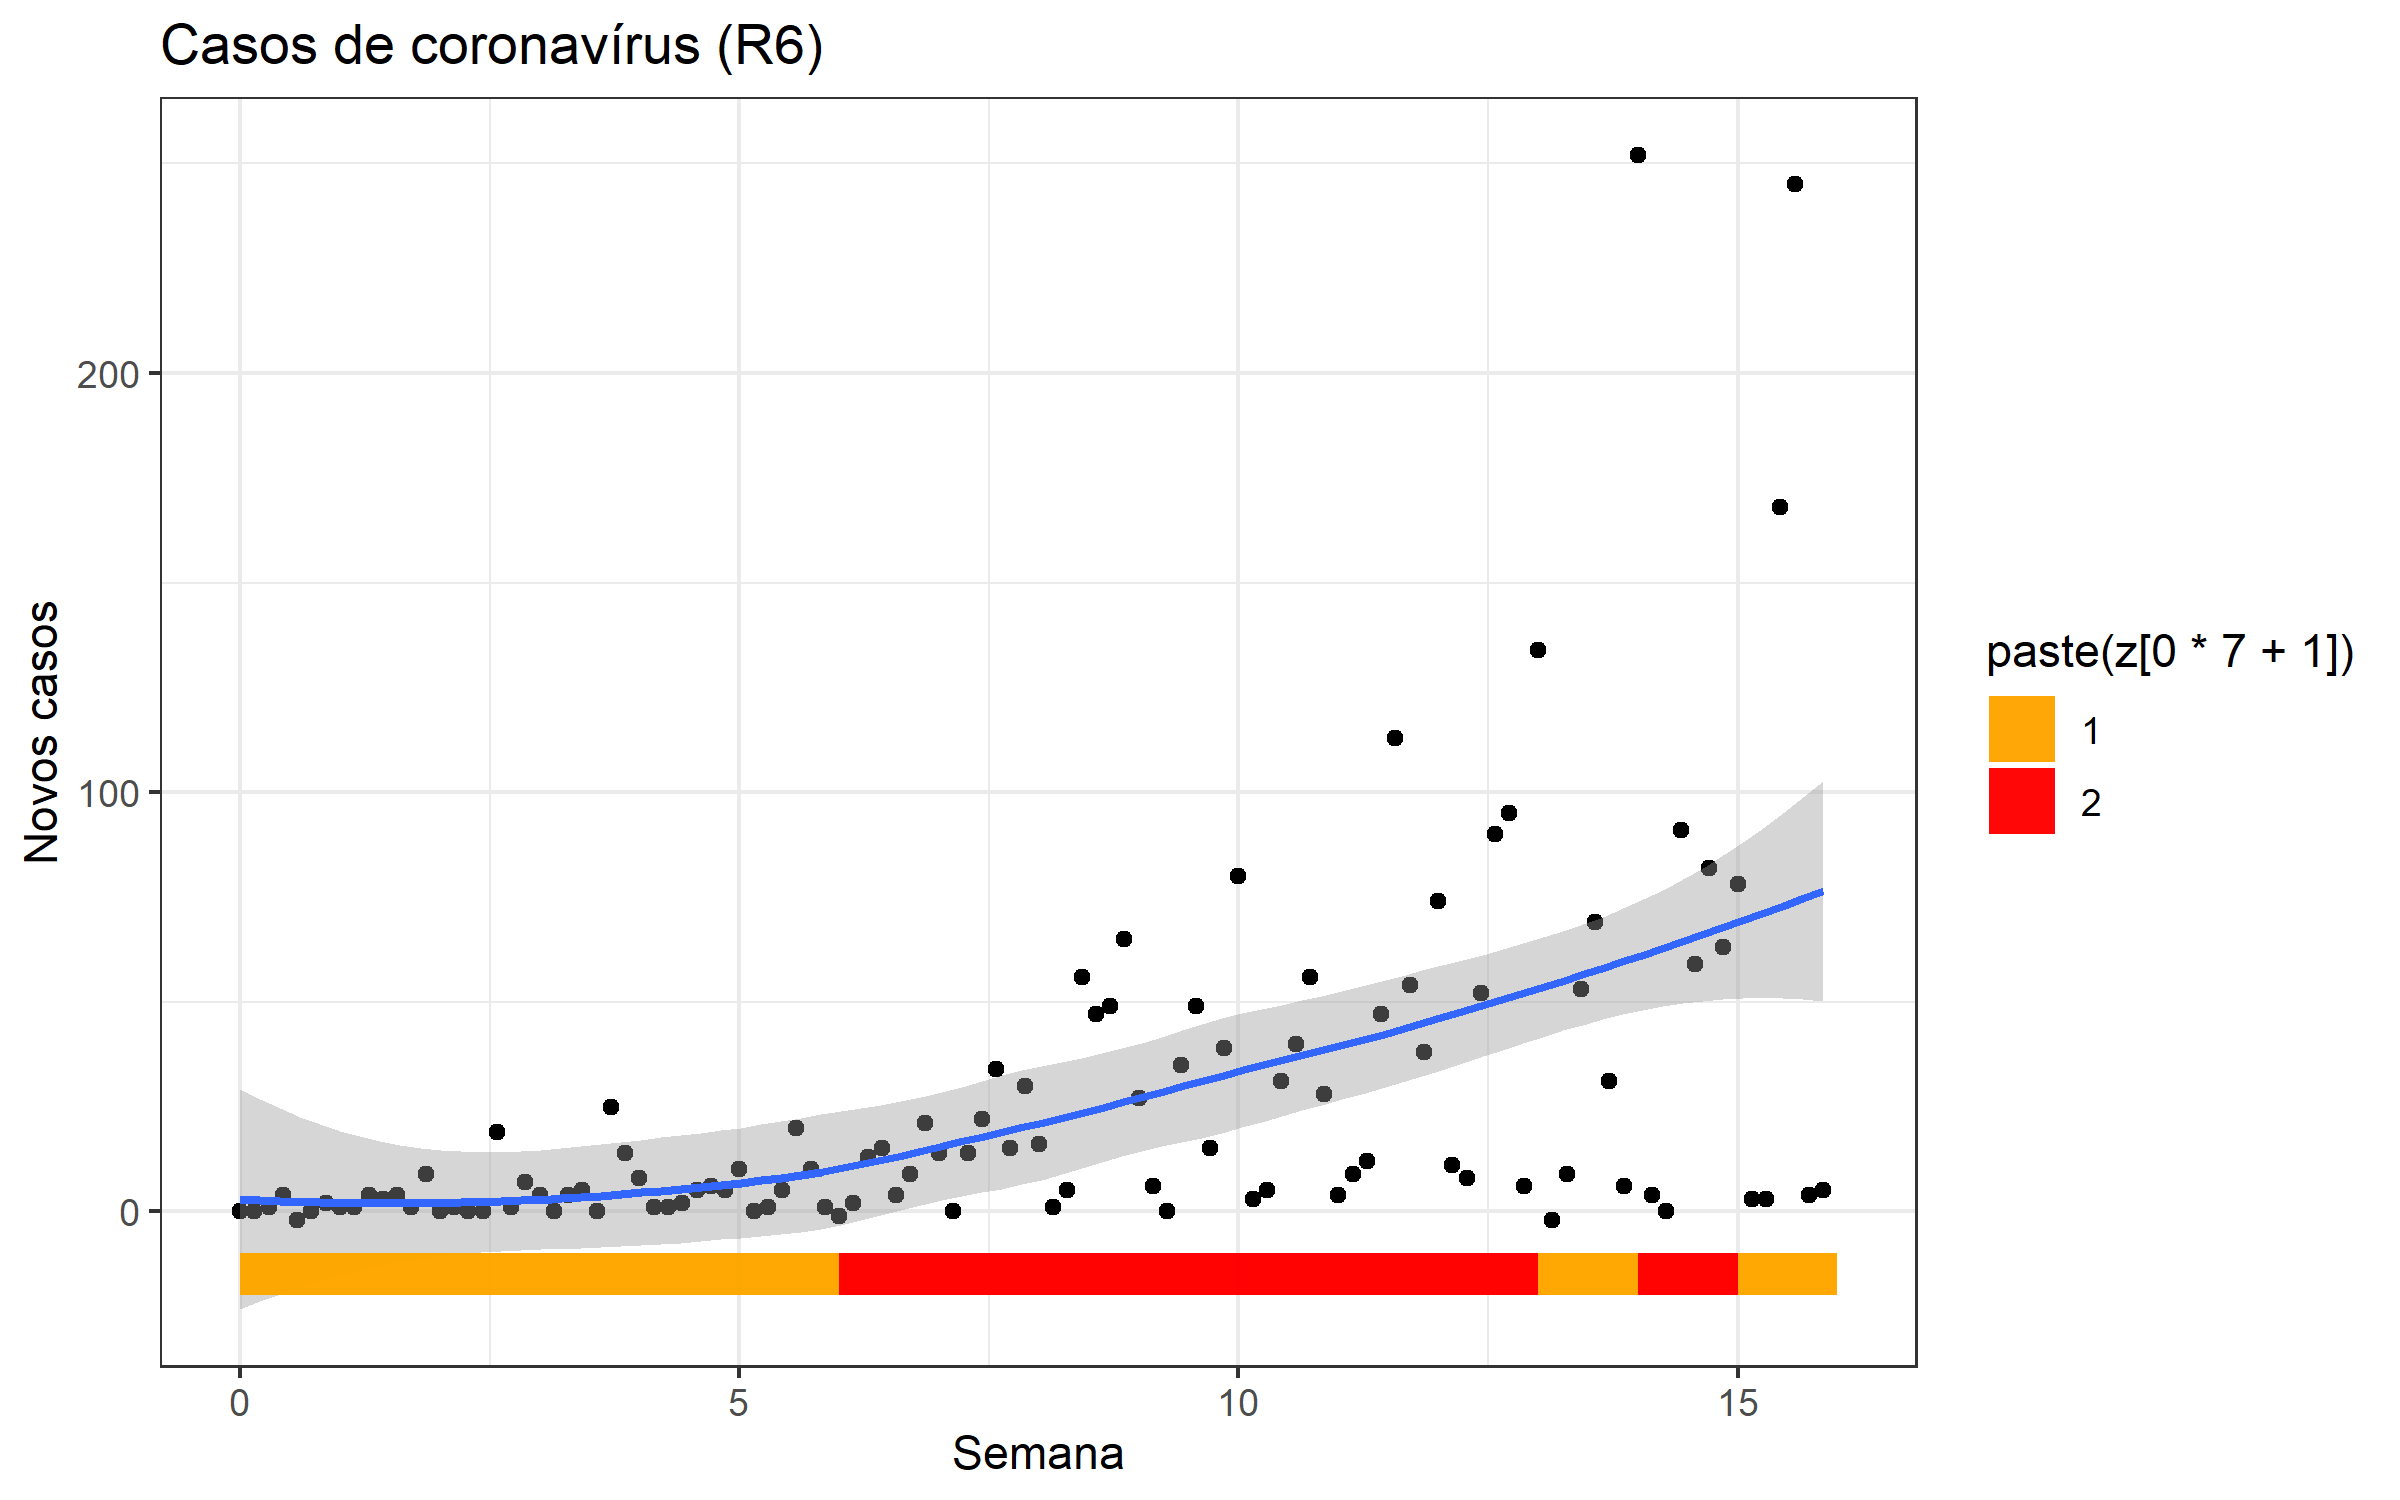 Casos de coronavírus (R6)
Novos casos
200
100
0
0 5 10 15
Semana
paste(z[0 * 7 + 1])
1
2